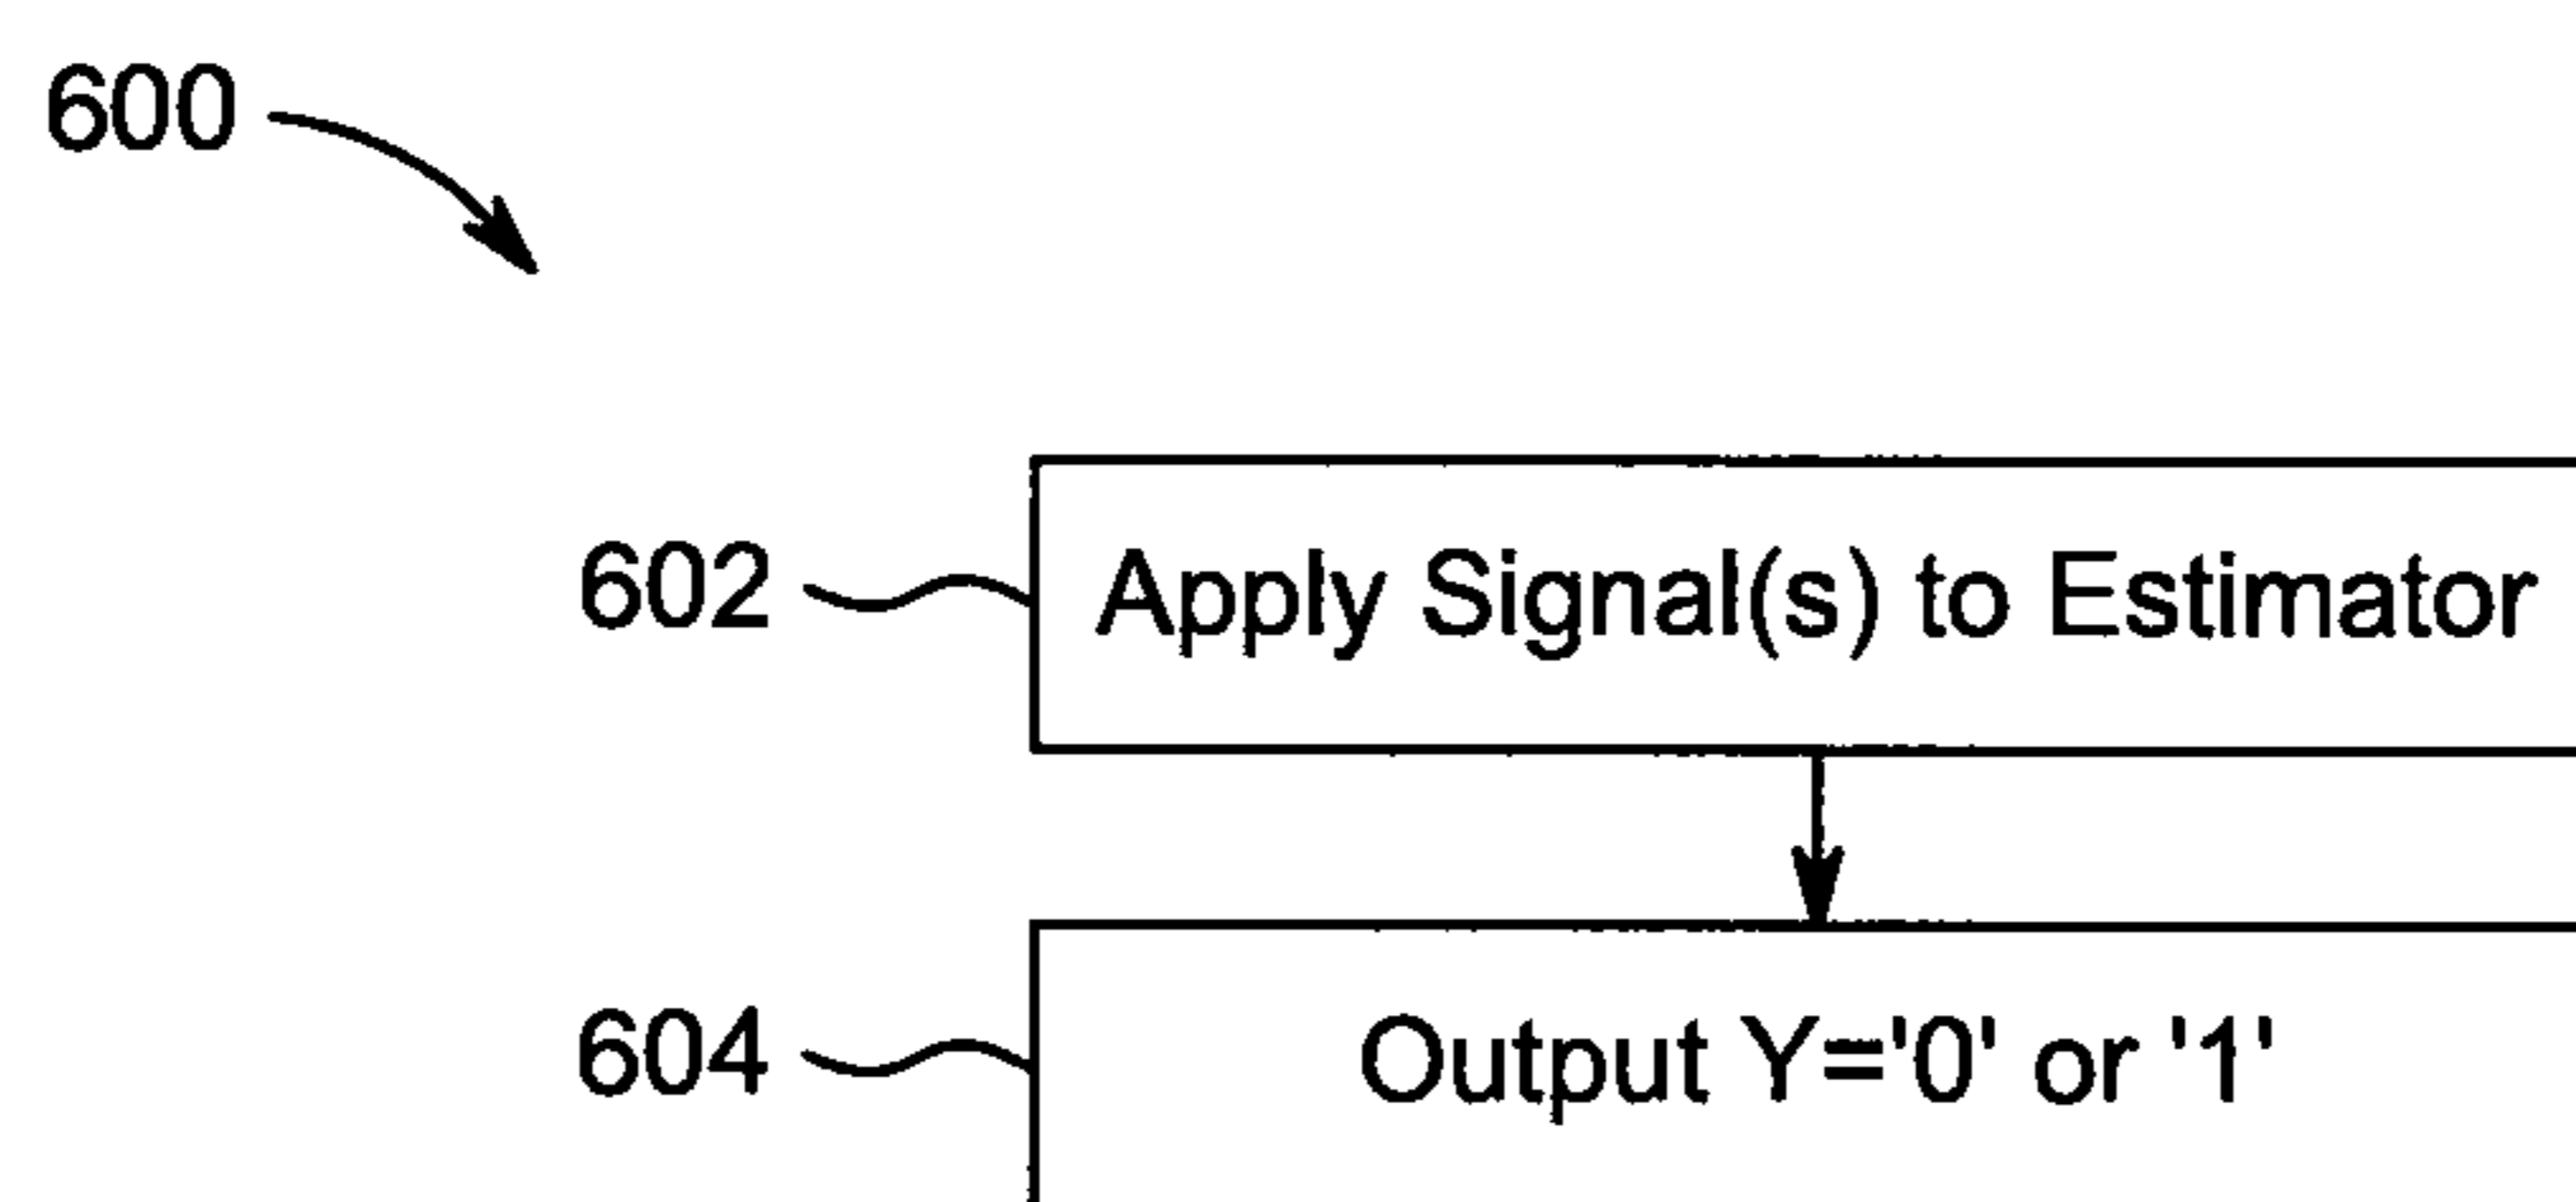 600
602 Apply Signal(s) to Estimator
604 Output Y='0' or '1'